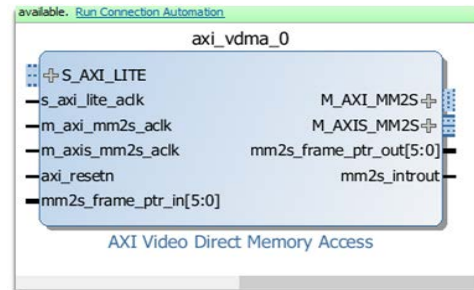 available. Run Connection Automation
axi_vdma_0
S_AXI_LITE
s_axi_lite_aclk
m_axi_mm2s_aclk
m_axis_mm2s_aclk
axi_resetn
mm2s_frame_ptr_in[5:0]
M_AXI_MM2S
M_AXIS_MM2S
mm2s_frame_ptr_out[5:0]
mm2s_introut
AXI Video Direct Memory Access